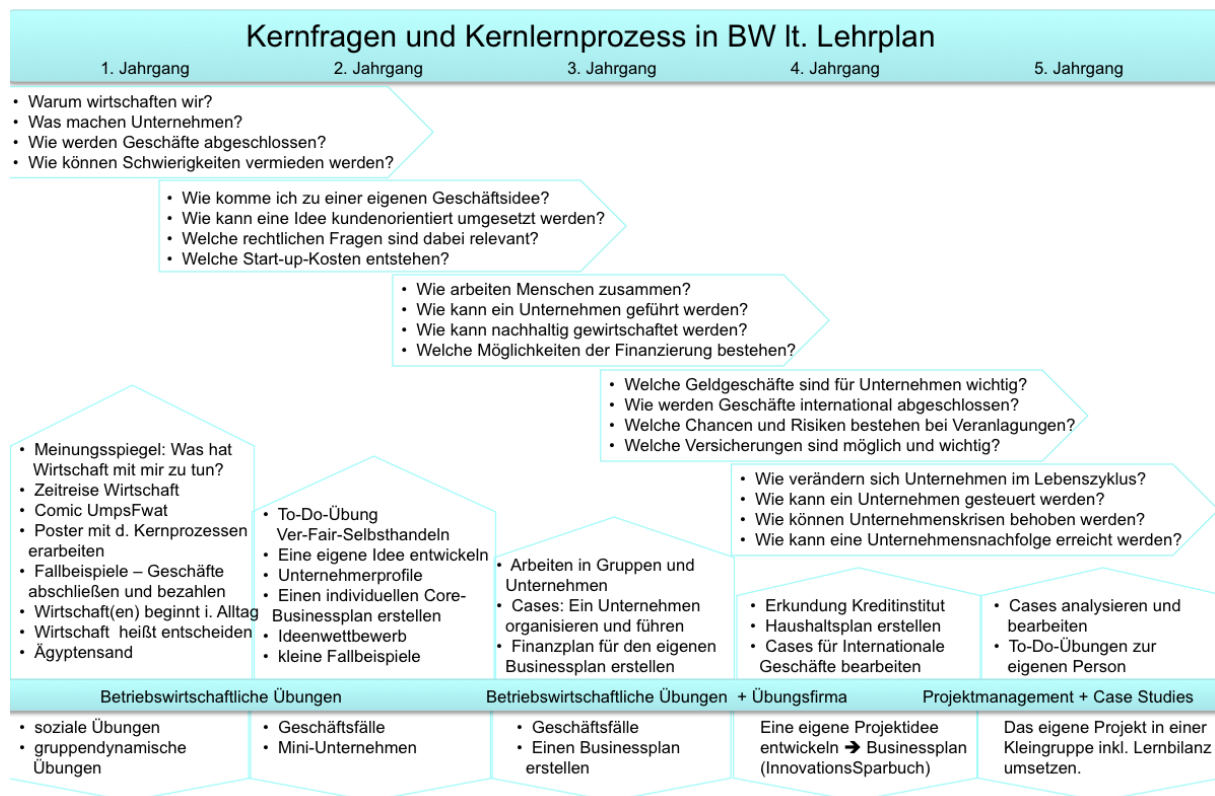 Kernfragen und Kernlernprozess in BW lt. Lehrplan
1. Jahrgang
2. Jahrgang
3. Jahrgang
4. Jahrgang
5. Jahrgang
• Warum wirtschaften wir?
• Was machen Unternehmen?
• Wie werden Geschäfte abgeschlossen?
• Wie können Schwierigkeiten vermieden werden?
• Wie komme ich zu einer eigenen Geschäftsidee?
• Wie kann eine Idee kundenorientiert umgesetzt werden?
• Welche rechtlichen Fragen sind dabei relevant?
• Welche Start-up-Kosten entstehen?
• Wie arbeiten Menschen zusammen?
• Wie kann ein Unternehmen geführt werden?
• Wie kann nachhaltig gewirtschaftet werden?
• Welche Möglichkeiten der Finanzierung bestehen?
• Welche Geldgeschäfte sind für Unternehmen wichtig?
• Wie werden Geschäfte international abgeschlossen?
• Welche Chancen und Risiken bestehen bei Veranlagungen?
• Welche Versicherungen sind möglich und wichtig?
• Wie verändern sich Unternehmen im Lebenszyklus?
• Wie kann ein Unternehmen gesteuert werden?
• Wie können Unternehmenskrisen behoben werden?
• Wie kann eine Unternehmensnachfolge erreicht werden?
• Meinungsspiegel: Was hat
Wirtschaft mit mir zu tun?
• Zeitreise Wirtschaft
• Comic UmpsFwat
• Poster mit d. Kernprozessen
erarbeiten
• Fallbeispiele – Geschäfte
abschließen und bezahlen
• Wirtschaft(en) beginnt i. Alltag
• Wirtschaft heißt entscheiden
• Ägyptensand
• To-Do-Übung
Ver-Fair-Selbsthandeln
• Eine eigene Idee entwickeln
• Unternehmerprofile
• Einen individuellen Core-
Businessplan erstellen
• Ideenwettbewerb
• kleine Fallbeispiele
• Arbeiten in Gruppen und
Unternehmen
• Cases: Ein Unternehmen
organisieren und führen
• Finanzplan für den eigenen
Businessplan erstellen
• Erkundung Kreditinstitut
• Haushaltsplan erstellen
• Cases für Internationale
Geschäfte bearbeiten
• Cases analysieren und
bearbeiten
• To-Do-Übungen zur
eigenen Person
Betriebswirtschaftliche Übungen
Betriebswirtschaftliche Übungen + Übungsfirma
Projektmanagement + Case Studies
• soziale Übungen
• gruppendynamische
Übungen
• Geschäftsfälle
• Mini-Unternehmen
• Geschäftsfälle
• Einen Businessplan
erstellen
Eine eigene Projektidee
entwickeln ➔ Businessplan
(InnovationsSparbuch)
Das eigene Projekt in einer
Kleingruppe inkl. Lernbilanz
umsetzen.